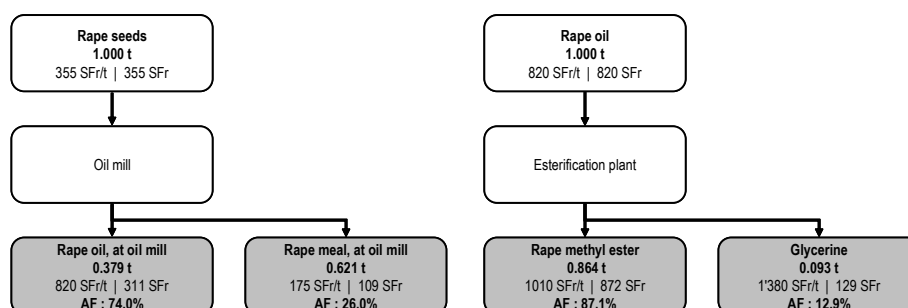 Rape seeds
1.000 t
355 SFr/t | 355 SFr
Oil mill
Rape oil, at oil mill
0.379 t
820 SFr/t | 311 SFr
AF : 74.0%
Rape meal, at oil mill
0.621 t
175 SFr/t | 109 SFr
AF : 26.0%
Rape oil
1.000 t
820 SFr/t | 820 SFr
Esterification plant
Rape methyl ester
0.864 t
1010 SFr/t | 872 SFr
AF : 87.1%
Glycerine
0.093 t
1'380 SFr/t | 129 SFr
AF : 12.9%